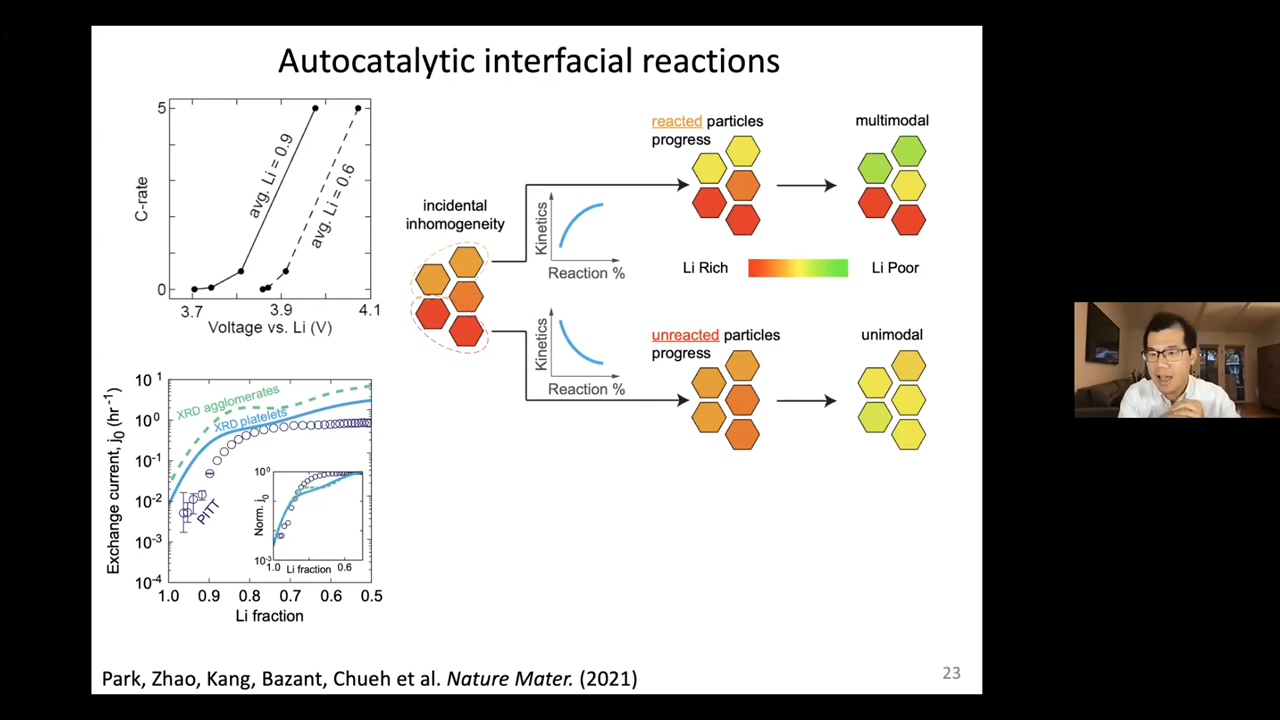 Autocatalytic interfacial reactions
5
0
C-rate
avg. Li = 0.9
avg. Li = 0.6
3.7
3.9
4.1
Voltage vs. Li (V)
incidental
inhomogeneity
Kinetics
Reaction %
reacted particles
progress
multimodal
Li Rich
Li Poor
Kinetics
Reaction %
unreacted particles
progress
unimodal
Exchange current, j0 (hr-1)
10^1
10^0
10^-1
10^-2
10^-3
10^-4
XRD agglomerates
XRD platelets
PITT
Norm. j0
10^0
10^-3
1.0
Li fraction
0.6
1.0 0.9 0.8 0.7 0.6 0.5
Li fraction
Park, Zhao, Kang, Bazant, Chueh et al. Nature Mater. (2021)
23